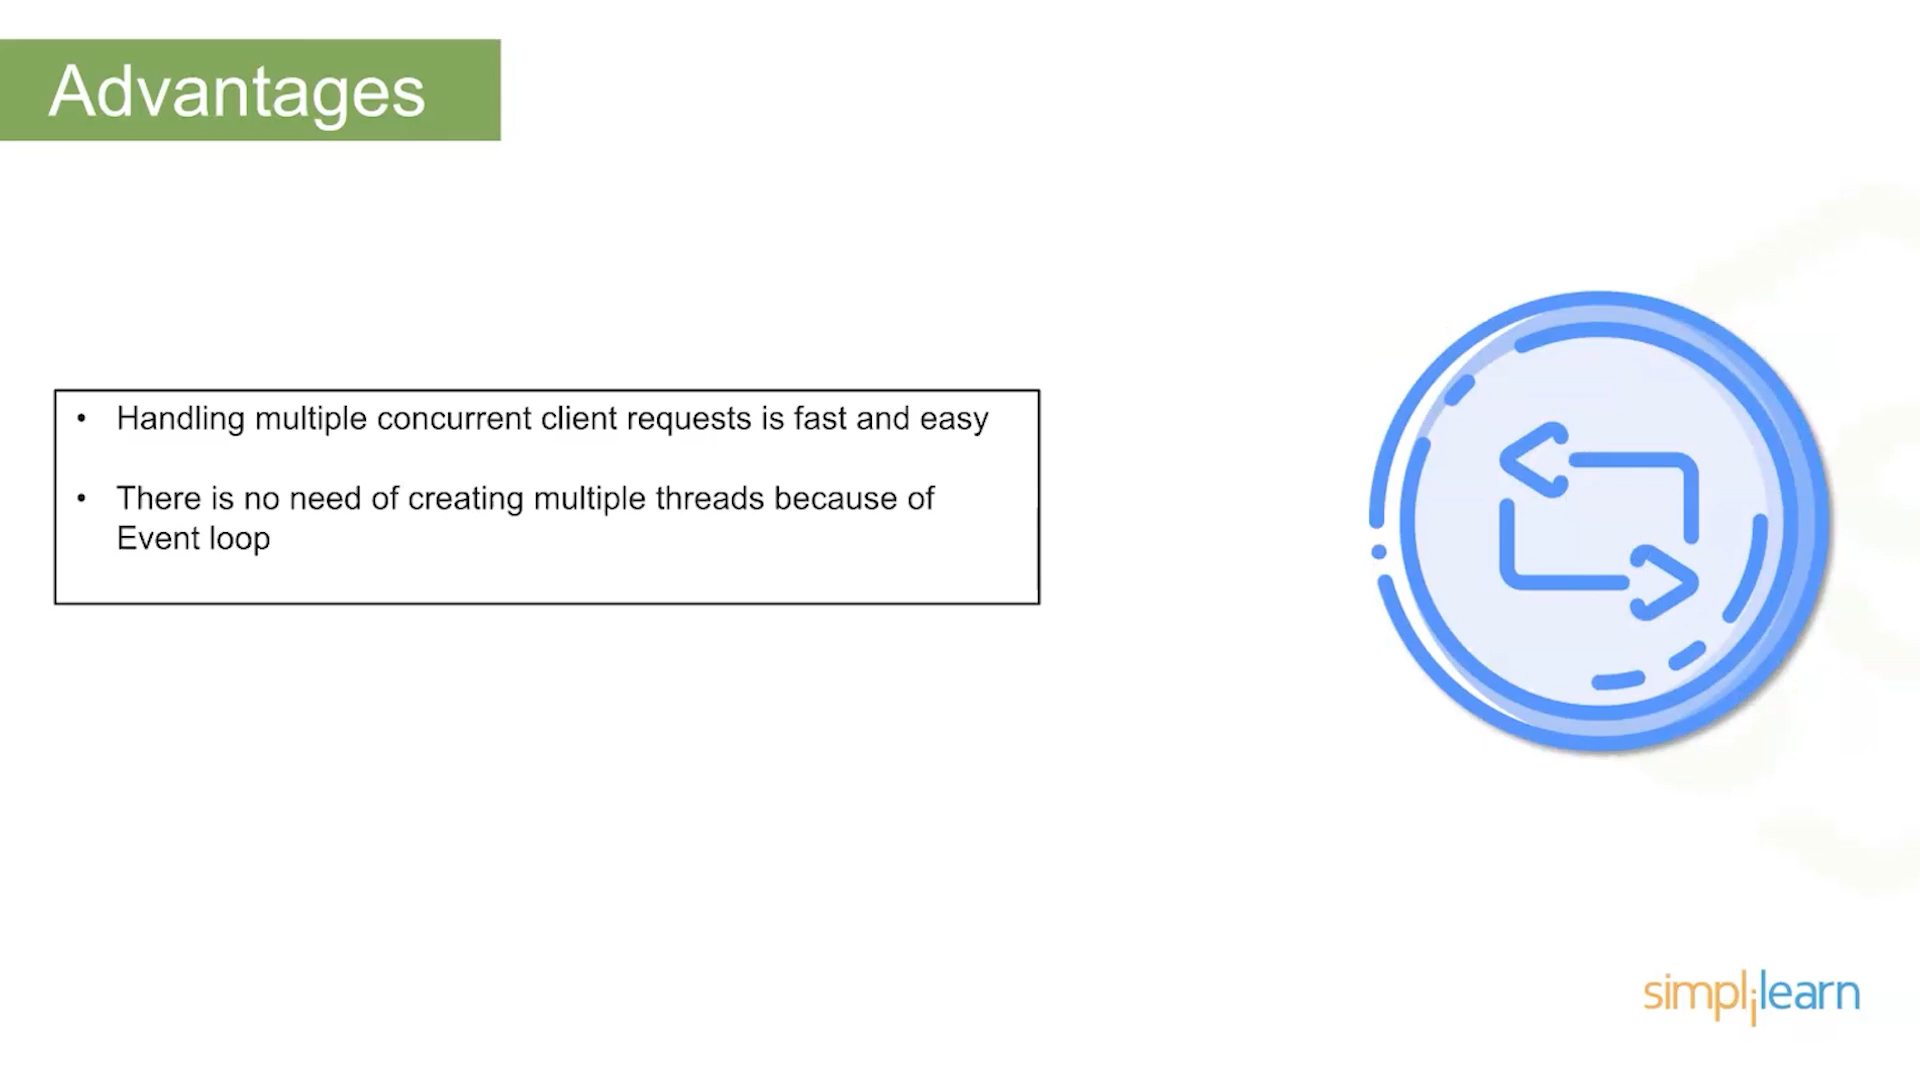 Advantages
• Handling multiple concurrent client requests is fast and easy
• There is no need of creating multiple threads because of
Event loop
simplilearn